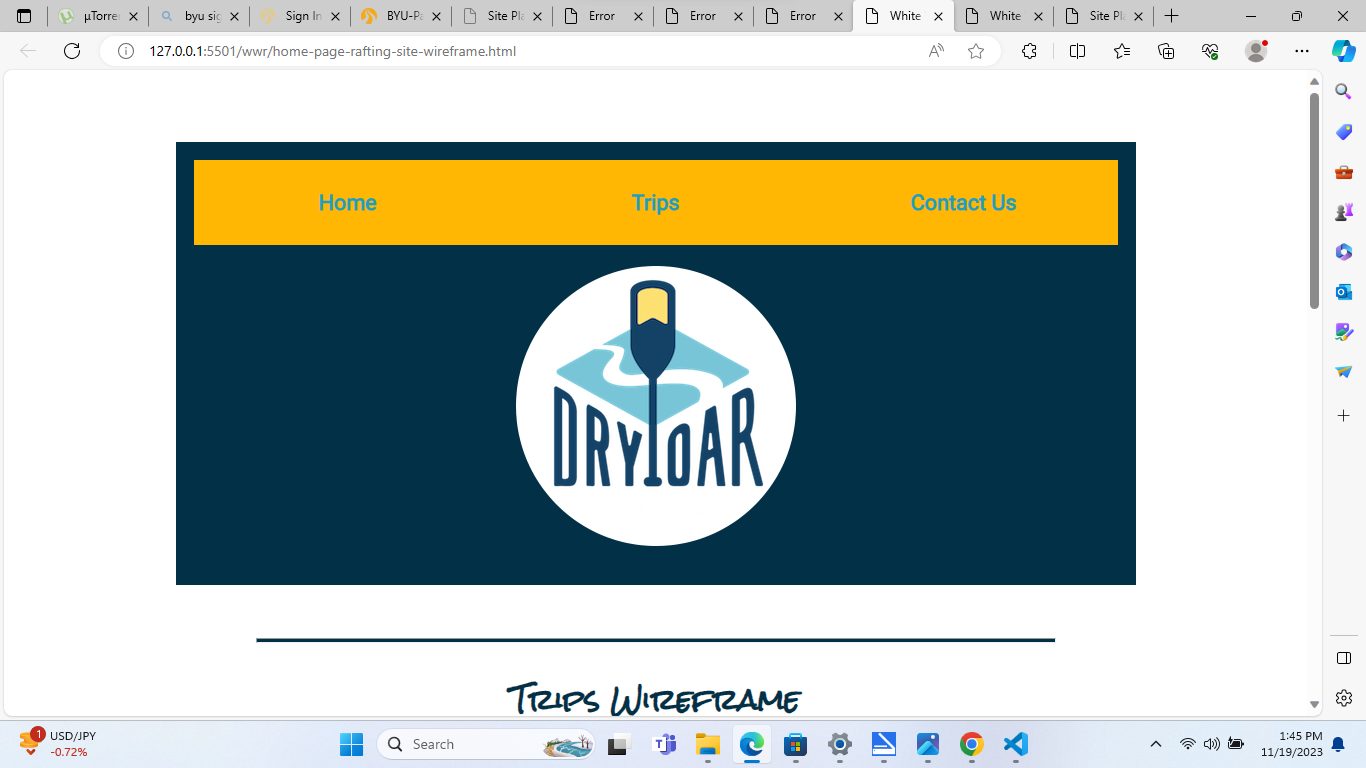 µTorre
byu sig
Sign In
BYU-Pa
Site Pla
Error
Error
Error
White
White
Site Pla
127.0.0.1:5501/wwr/home-page-rafting-site-wireframe.html
Home Trips Contact Us
DRY OAR
Trips Wireframe
1
USD/JPY
-0.72%
Search
1:45 PM
11/19/2023